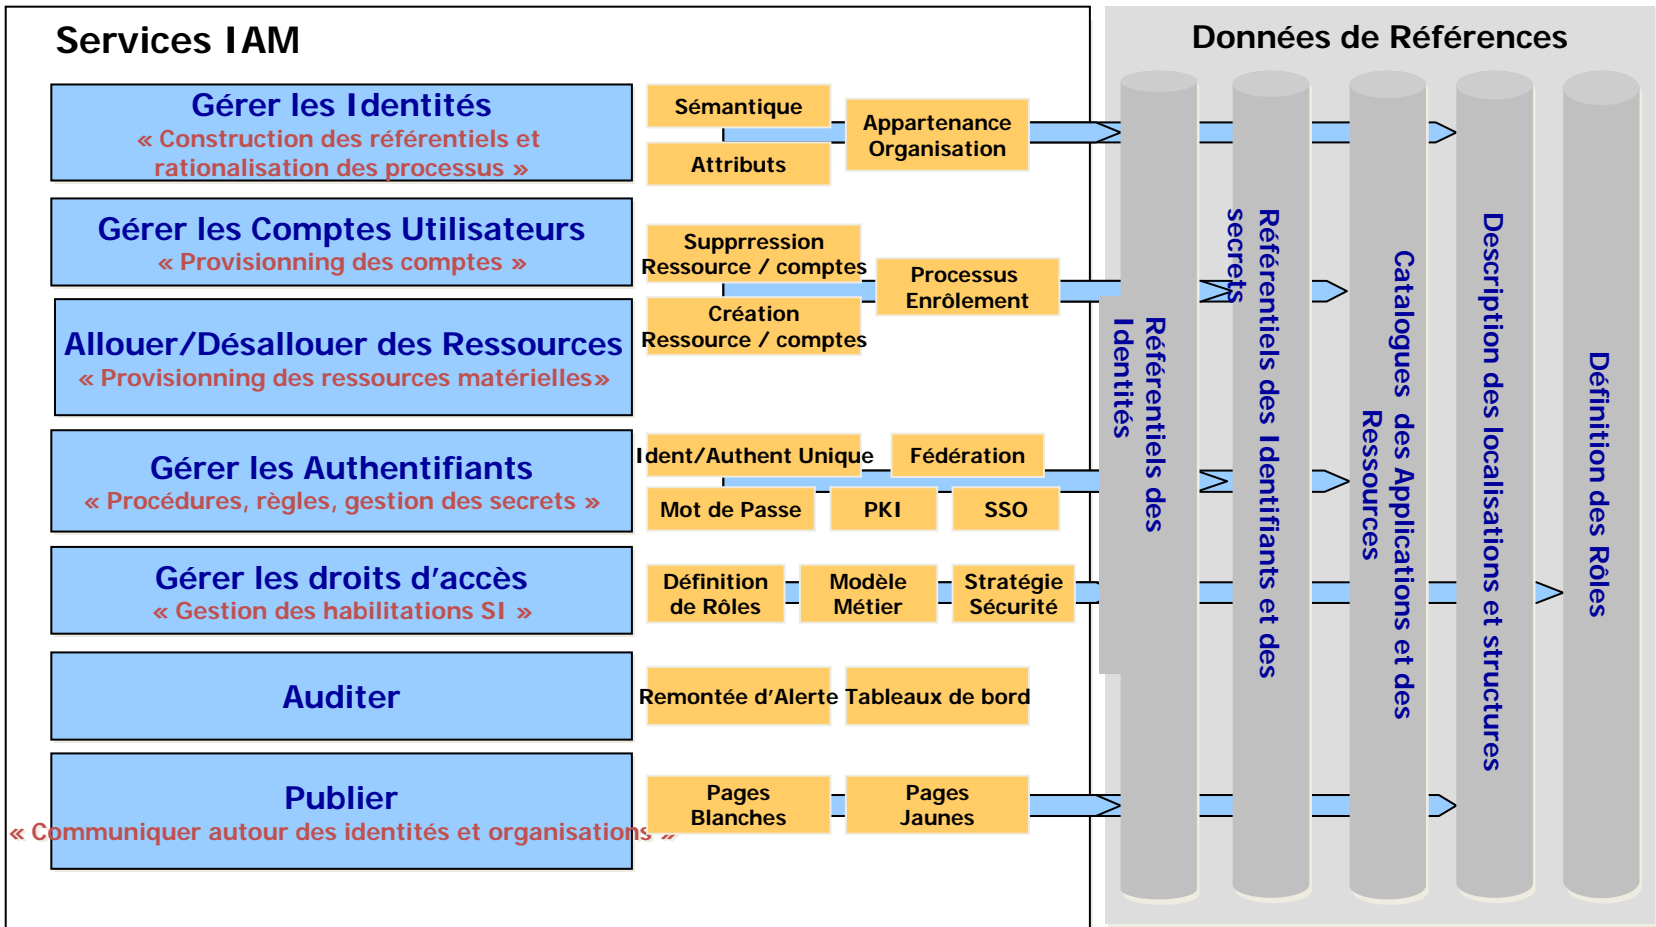 Services IAM
Données de Références
Gérer les Identités
« Construction des référentiels et
rationalisation des processus »
Sémantique
Attributs
Appartenance
Organisation
Gérer les Comptes Utilisateurs
« Provisionning des comptes »
Supprression
Ressource / comptes
Création
Ressource / comptes
Processus
Enrôlement
Allouer/Désallouer des Ressources
« Provisionning des ressources matérielles»
Gérer les Authentifiants
« Procédures, règles, gestion des secrets »
Ident/Authent Unique
Fédération
Mot de Passe
PKI
SSO
Gérer les droits d’accès
« Gestion des habilitations SI »
Définition
de Rôles
Modèle
Métier
Stratégie
Sécurité
Auditer
Remontée d’Alerte
Tableaux de bord
Publier
« Communiquer autour des identités et organisations »
Pages
Blanches
Pages
Jaunes
Référentiels des
Identités
Référentiels des Identifiants et des
secrets
Catalogues des Applications et des
Ressources
Description des localisations et structures
Définition des Rôles